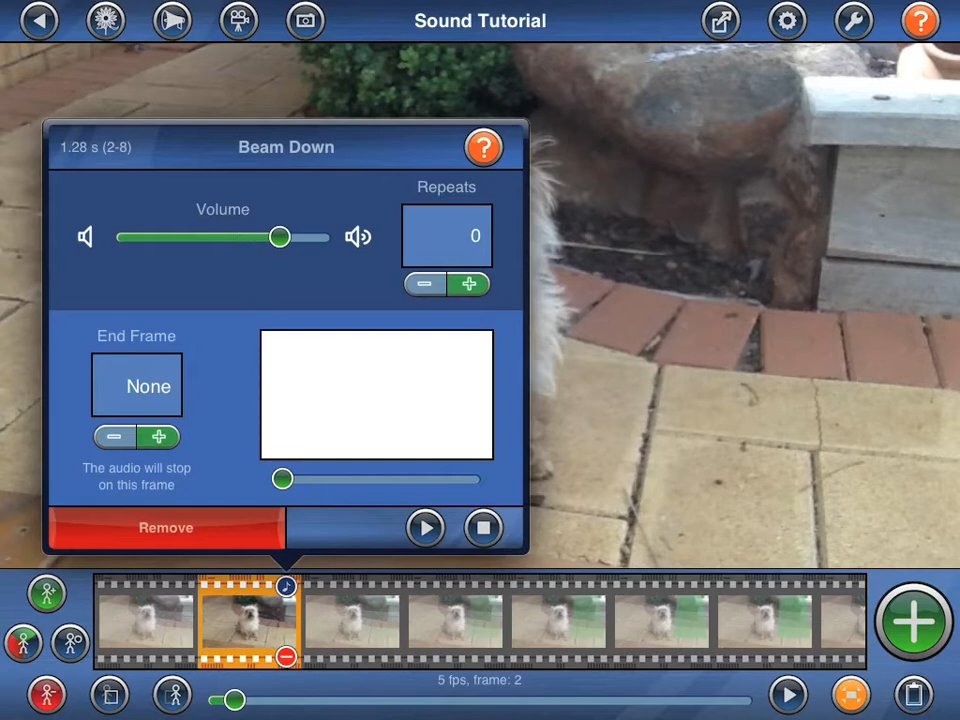 Sound Tutorial
?
1.28 s (2-8)
Beam Down
?
Volume
Repeats
0
End Frame
None
The audio will stop
on this frame
Remove
5 fps, frame: 2